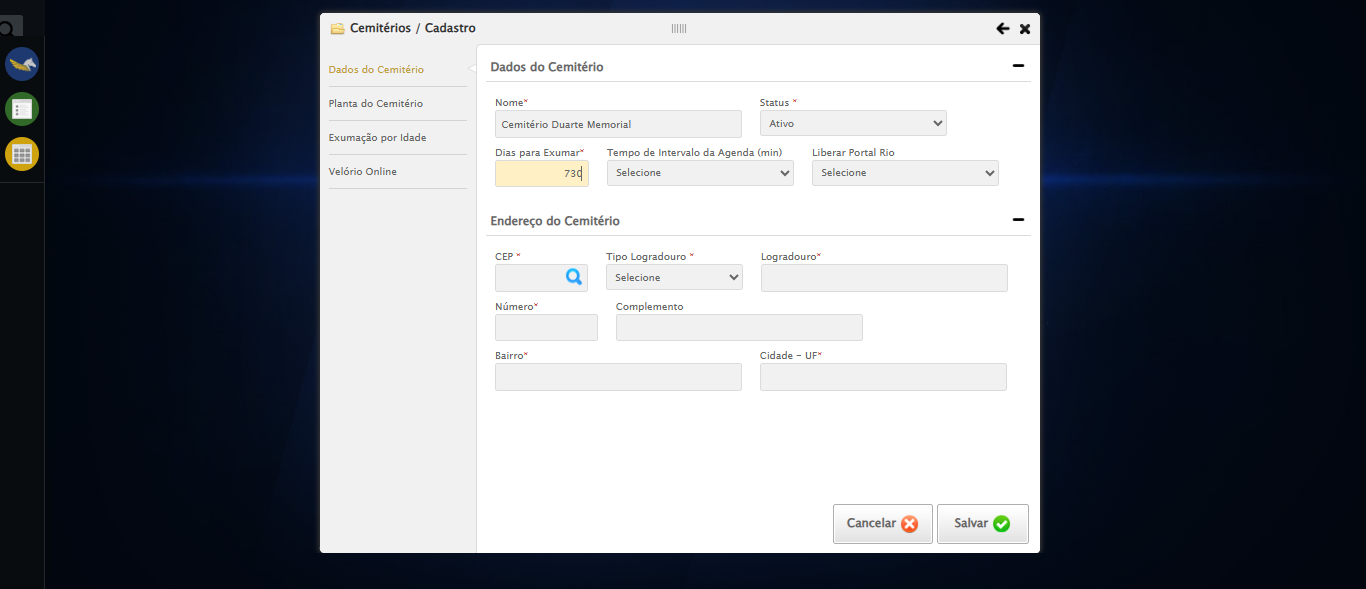 Cemitérios / Cadastro
Dados do Cemitério
Planta do Cemitério
Exumação por Idade
Velório Online
Dados do Cemitério
Nome* Status *
Cemitério Duarte Memorial Ativo
Dias para Exumar* Tempo de Intervalo da Agenda (min) Liberar Portal Rio
730 Selecione Selecione
Endereço do Cemitério
CEP * Tipo Logradouro * Logradouro*
Selecione
Número* Complemento
Bairro* Cidade - UF*
Cancelar Salvar